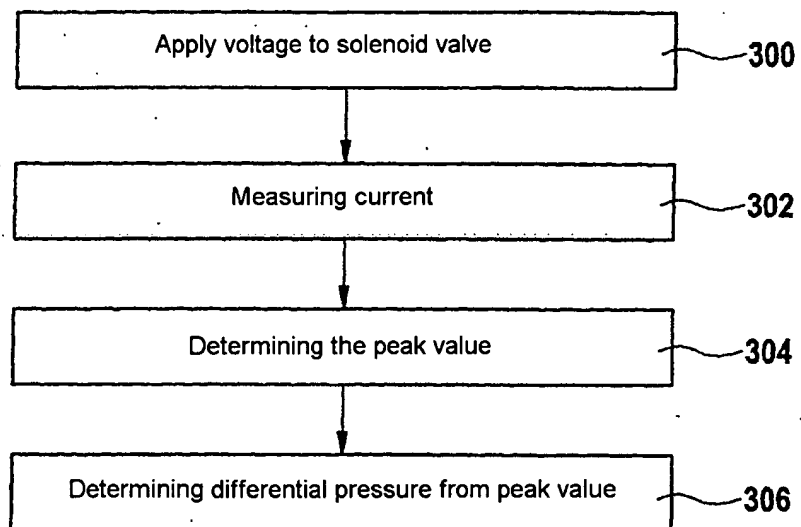 Apply voltage to solenoid valve 300
Measuring current 302
Determining the peak value 304
Determining differential pressure from peak value 306